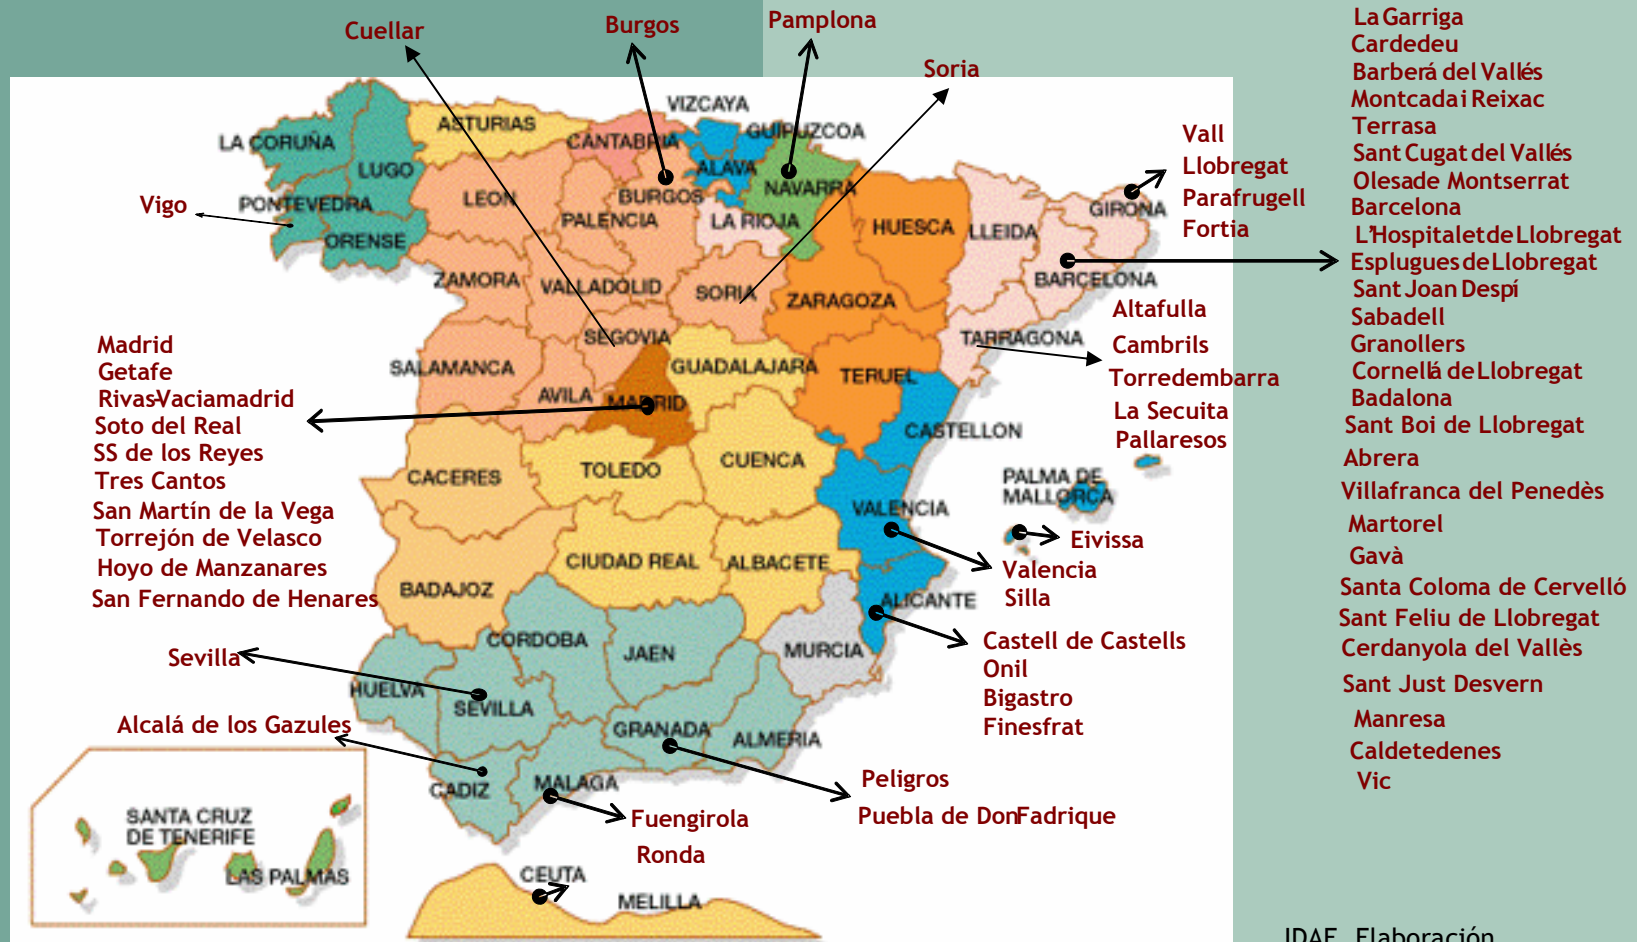 Cuellar
Burgos
Pamplona
Soria
La Garriga
Cardedeu
Barberá del Vallés
Montcada i Reixac
Terrasa
Sant Cugat del Vallés
Olesa de Montserrat
Barcelona
L'Hospitalet de Llobregat
Esplugues de Llobregat
Sant Joan Despí
Sabadell
Granollers
Cornellá de Llobregat
Badalona
Sant Boi de Llobregat
Abrera
Villafranca del Penedès
Martorel
Gavà
Santa Coloma de Cervelló
Sant Feliu de Llobregat
Cerdanyola del Vallès
Sant Just Desvern
Manresa
Caldetedenes
Vic
Vall
Llobregat
Parafrugell
Fortia
Vigo
LA CORUÑA
LUGO
PONTEVEDRA
ORENSE
ASTURIAS
CANTABRIA
VIZCAYA
GUIPUZCOA
ALAVA
NAVARRA
LEON
PALENCIA
BURGOS
LA RIOJA
HUESCA
LLEIDA
GIRONA
BARCELONA
ZAMORA
VALLADOLID
SORIA
ZARAGOZA
TARRAGONA
Altafulla
Cambrils
Torredembarra
La Secuita
Pallaresos
SALAMANCA
SEGOVIA
AVILA
MADRID
GUADALAJARA
TERUEL
CASTELLON
Madrid
Getafe
Rivas-Vaciamadrid
Soto del Real
SS de los Reyes
Tres Cantos
San Martín de la Vega
Torrejón de Velasco
Hoyo de Manzanares
San Fernando de Henares
CACERES
TOLEDO
CUENCA
VALENCIA
PALMA DE
MALLORCA
Eivissa
Valencia
Silla
BADAJOZ
CIUDAD REAL
ALBACETE
ALICANTE
Castell de Castells
Onil
Bigastro
Finesfrat
MURCIA
CORDOBA
JAEN
Sevilla
HUELVA
SEVILLA
GRANADA
ALMERIA
Alcalá de los Gazules
CADIZ
MALAGA
Peligros
Puebla de Don Fadrique
Fuengirola
Ronda
SANTA CRUZ
DE TENERIFE
LAS PALMAS
CEUTA
MELILLA
IDAE. Elaboración